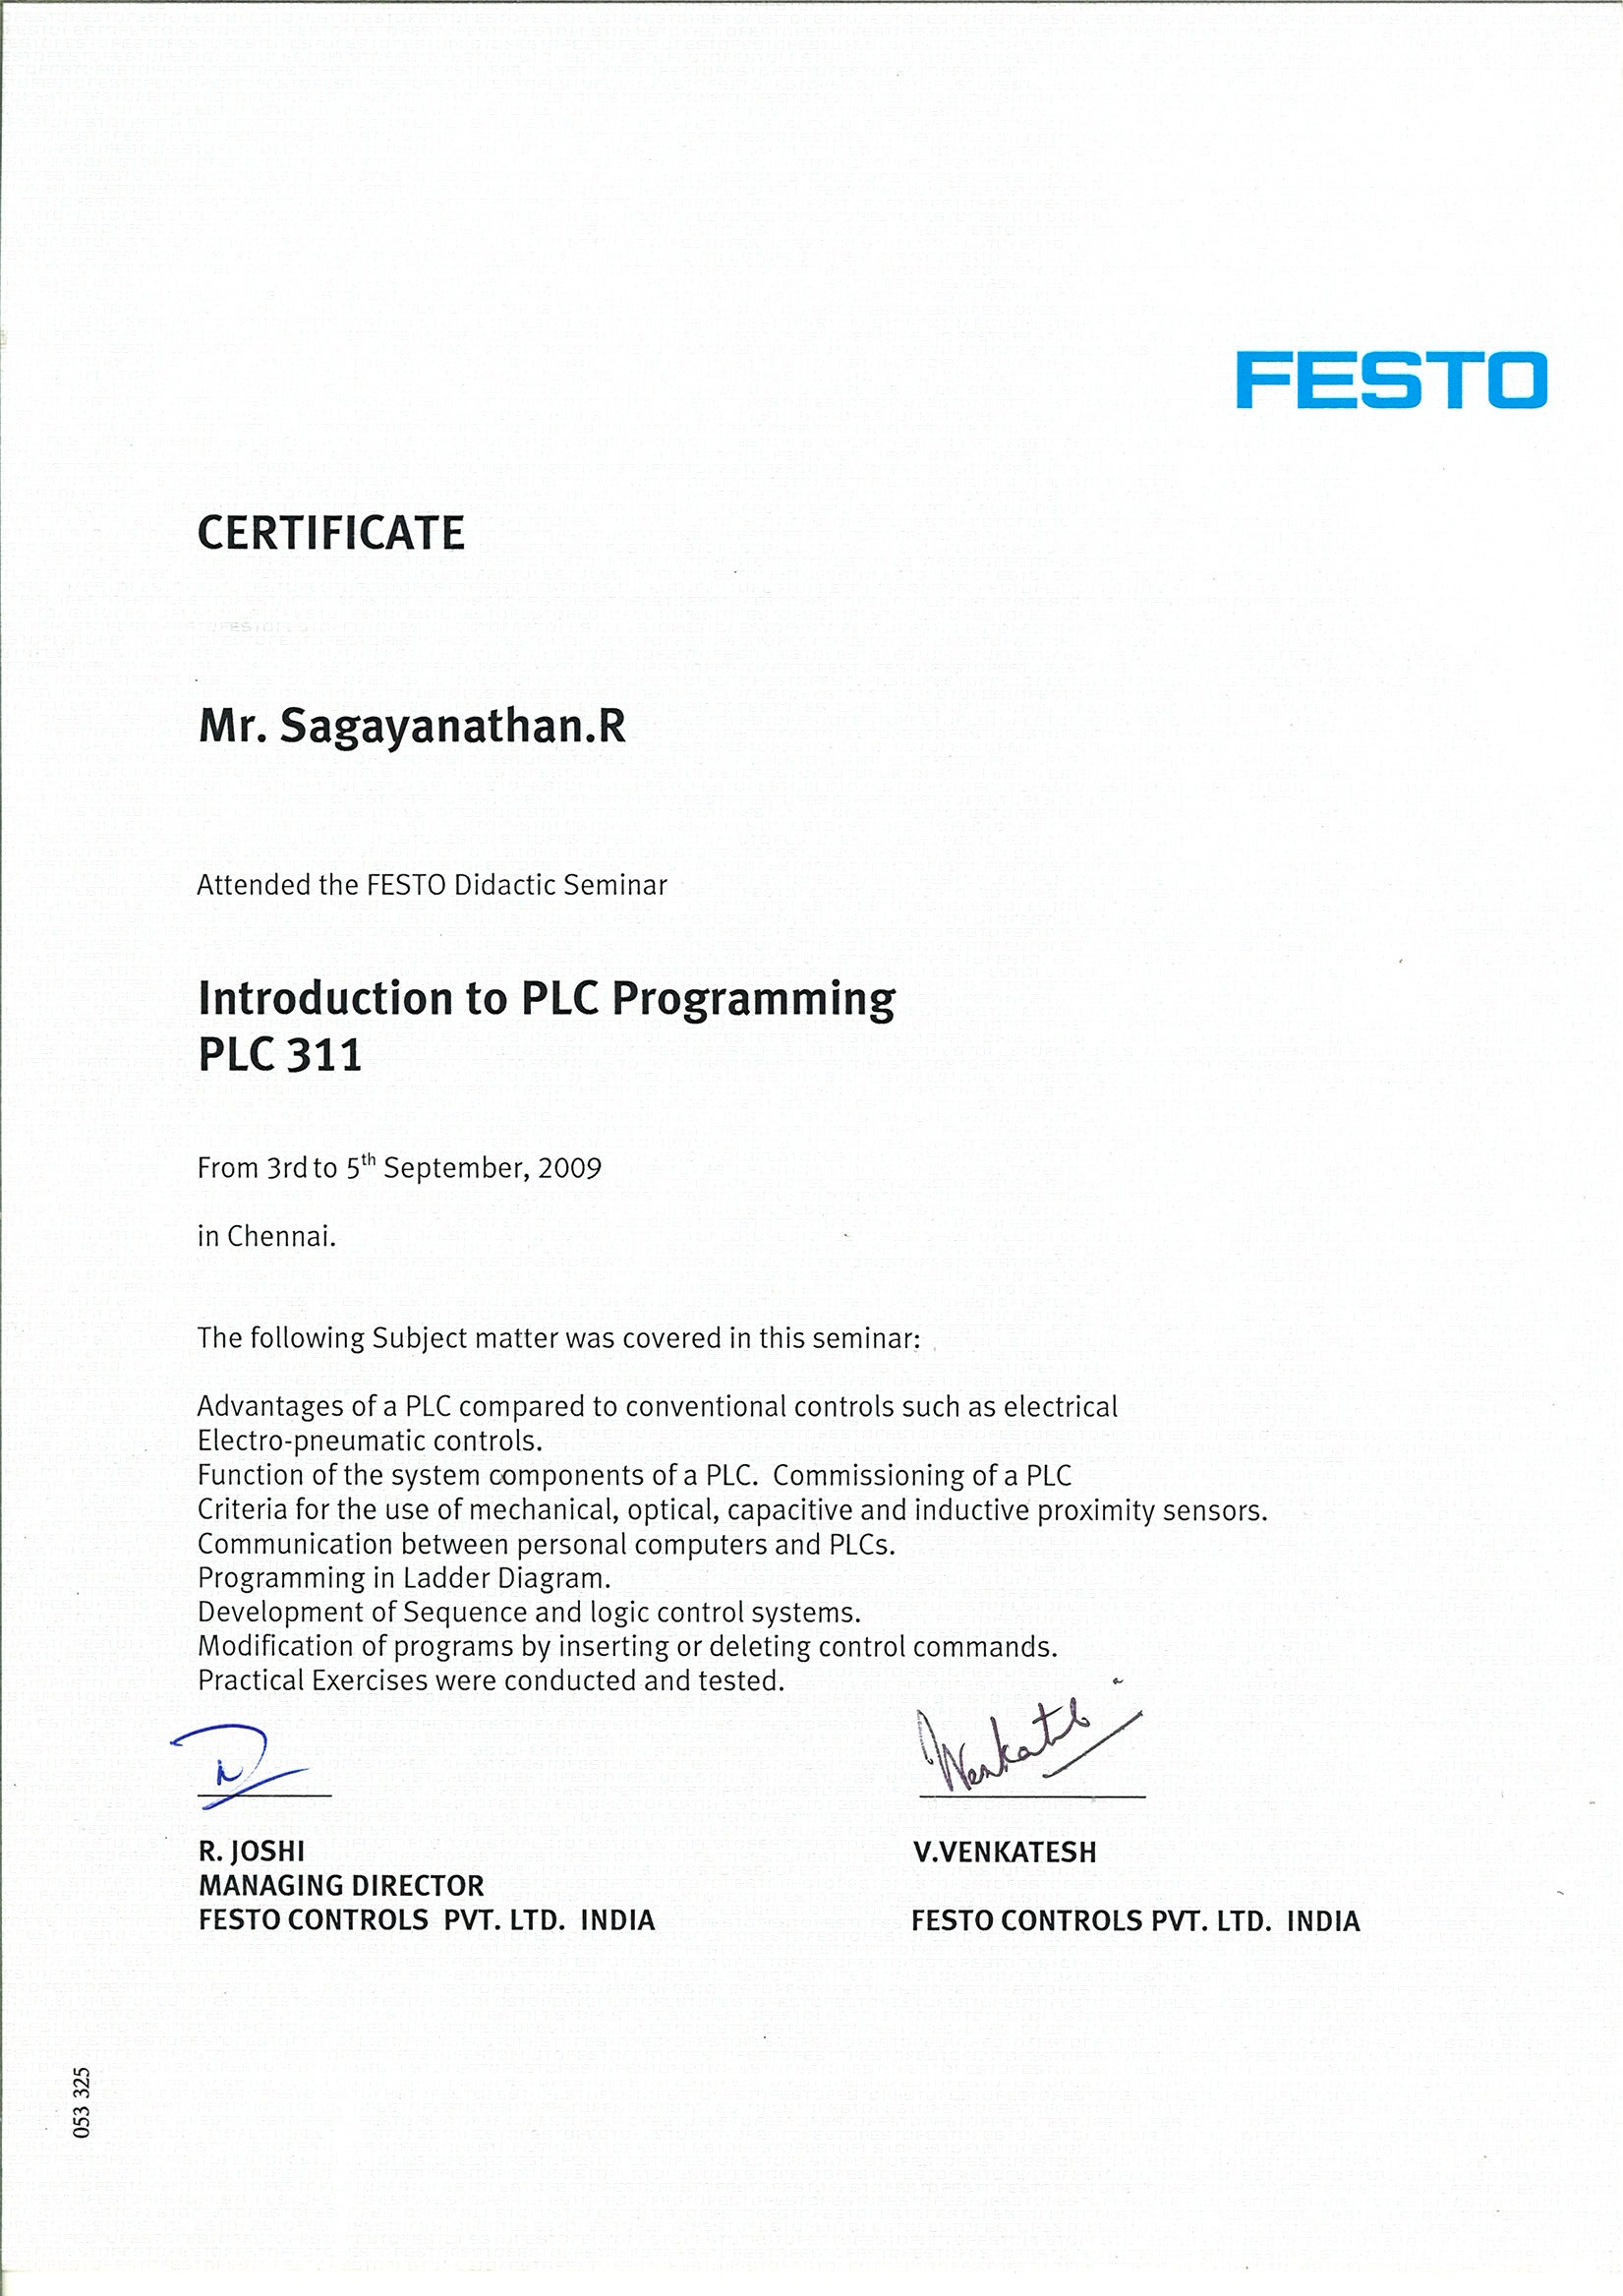 FESTO
CERTIFICATE
Mr. Sagayanathan.R
Attended the FESTO Didactic Seminar
Introduction to PLC Programming
PLC 311
From 3rd to 5th September, 2009
in Chennai.
The following Subject matter was covered in this seminar:
Advantages of a PLC compared to conventional controls such as electrical
Electro-pneumatic controls.
Function of the system components of a PLC.  Commissioning of a PLC
Criteria for the use of mechanical, optical, capacitive and inductive proximity sensors.
Communication between personal computers and PLCs.
Programming in Ladder Diagram.
Development of Sequence and logic control systems.
Modification of programs by inserting or deleting control commands.
Practical Exercises were conducted and tested.
R. JOSHI
MANAGING DIRECTOR
FESTO CONTROLS  PVT. LTD.  INDIA
V.VENKATESH
FESTO CONTROLS PVT. LTD.  INDIA
053 325